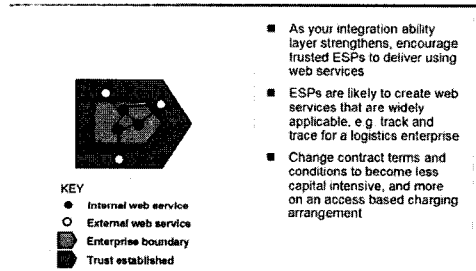 ■ As your integration ability
layer strengthens, encourage
trusted ESPs to deliver using
web services
■ ESPs are likely to create web
services that are widely
applicable, e.g. track and
trace for a logistics enterprise
■ Change contract terms and
conditions to become less
capital intensive, and more
on an access based charging
arrangement
KEY
Internal web service
External web service
Enterprise boundary
Trust established